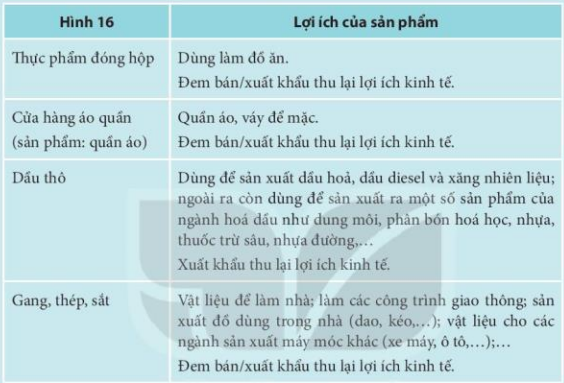 Hình 16
Lợi ích của sản phẩm
Thực phẩm đóng hộp
Dùng làm đồ ăn.
Đem bán/xuất khẩu thu lại lợi ích kinh tế.
Cửa hàng áo quần
(sản phẩm: quần áo)
Quần áo, váy để mặc.
Đem bán/xuất khẩu thu lại lợi ích kinh tế.
Dầu thô
Dùng để sản xuất dầu hoả, dầu diesel và xăng nhiên liệu;
ngoài ra còn dùng để sản xuất ra một số sản phẩm của
ngành hoá dầu như dung môi, phân bón hoá học, nhựa,
thuốc trừ sâu, nhựa đường,...
Xuất khẩu thu lại lợi ích kinh tế.
Gang, thép, sắt
Vật liệu để làm nhà; làm các công trình giao thông; sản
xuất đồ dùng trong nhà (dao, kéo,...); vật liệu cho các
ngành sản xuất máy móc khác (xe máy, ô tô,...);...
Đem bán/xuất khẩu thu lại lợi ích kinh tế.